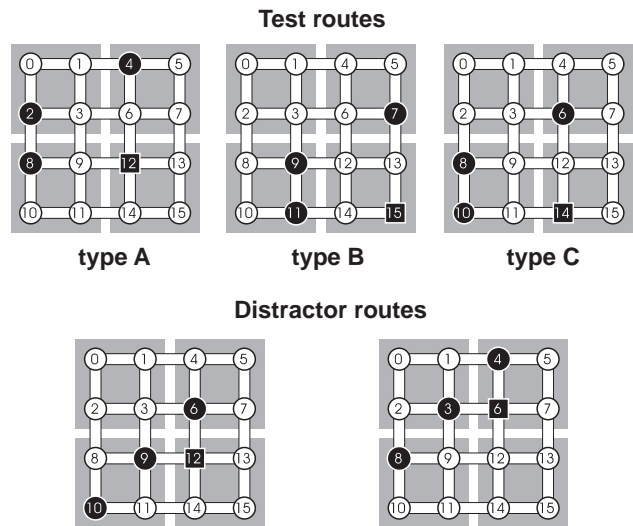 Test routes
0 1 4 5 0 1 4 5 0 1 4 5
2 3 6 7 2 3 6 7 2 3 6 7
8 9 12 13 8 9 12 13 8 9 12 13
10 11 14 15 10 11 14 15 10 11 14 15
type A type B type C
Distractor routes
0 1 4 5 0 1 4 5
2 3 6 7 2 3 6 7
8 9 12 13 8 9 12 13
10 11 14 15 10 11 14 15